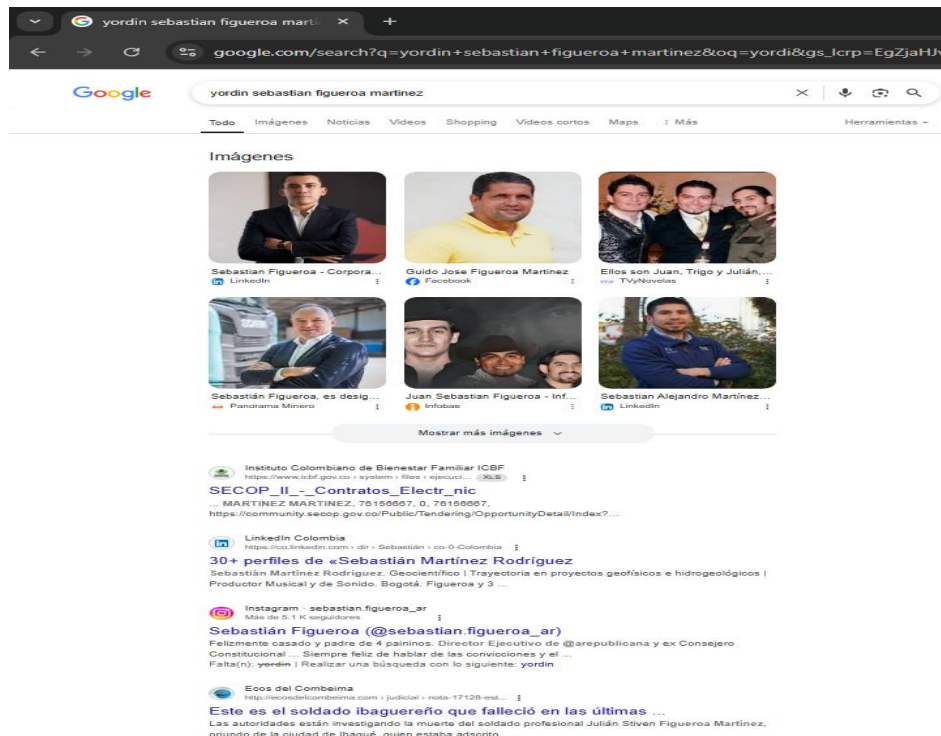 yordin sebastian figueroa marti
google.com/search?q=yordin+sebastian+figueroa+martinez&oq=yordi&gs_lcrp=EgZjaHJv
Google
yordin sebastian figueroa martinez
Todo Imágenes Noticias Videos Shopping Videos cortos Maps Más Herramientas
Imágenes
Sebastian Figueroa - Corpora...
LinkedIn
Guido Jose Figueroa Martinez
Facebook
Ellos son Juan, Trigo y Julián,...
TVyNovelas
Sebastián Figueroa, es desig...
Panorama Minero
Juan Sebastian Figueroa - Inf...
Infobae
Sebastian Alejandro Martínez...
LinkedIn
Mostrar más imágenes
Instituto Colombiano de Bienestar Familiar ICBF
https://www.icbf.gov.co › system › files › ejecuci... XLS
SECOP_II_-_Contratos_Electr_nic
... MARTINEZ MARTINEZ, 76156667, 0, 76156667,
https://community.secop.gov.co/Public/Tendering/OpportunityDetail/Index?...
LinkedIn Colombia
https://co.linkedin.com › dir › Sebastián › co-0-Colombia
30+ perfiles de «Sebastián Martínez Rodríguez
Sebastián Martínez Rodríguez. Geocientífico | Trayectoria en proyectos geofísicos e hidrogeológicos |
Productor Musical y de Sonido. Bogotá. Figueroa y 3 ...
Instagram · sebastian.figueroa_ar
Más de 5.1 K seguidores
Sebastián Figueroa (@sebastian.figueroa_ar)
Felizmente casado y padre de 4 paininos. Director Ejecutivo de @arepublicana y ex Consejero
Constitucional ... Siempre feliz de hablar de las convicciones y el ...
Falta(n): yordin | Realizar una búsqueda con lo siguiente: yordin
Ecos del Combeima
http://ecosdelcombeima.com › judicial › nota-17128-est...
Este es el soldado ibaguereño que falleció en las últimas ...
Las autoridades están investigando la muerte del soldado profesional Julián Stiven Figueroa Martínez,
oriundo de la ciudad de Ibagué, quien estaba adscrito ...